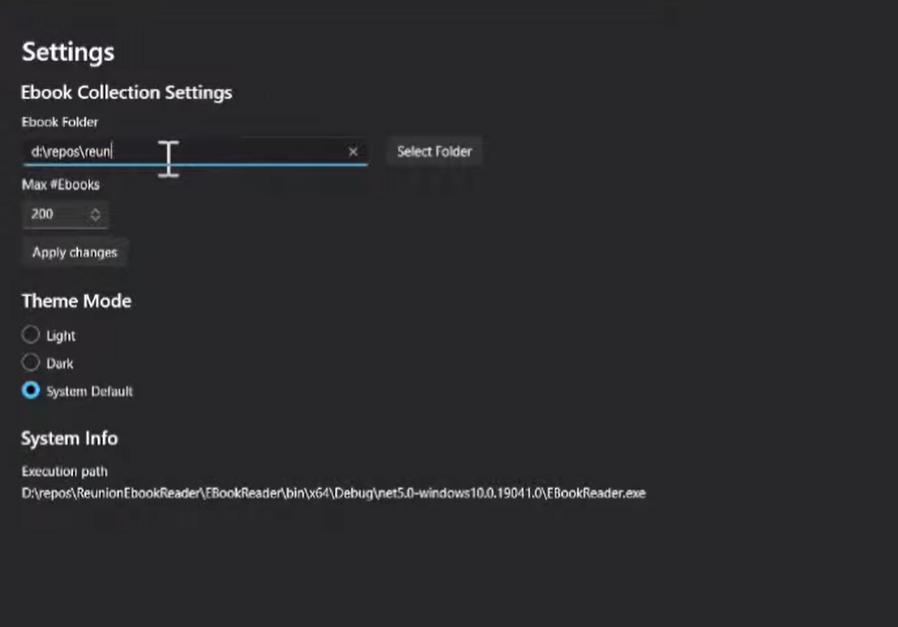 Settings
Ebook Collection Settings
Ebook Folder
d:\repos\reun
Select Folder
Max #Ebooks
200
Apply changes
Theme Mode
Light
Dark
System Default
System Info
Execution path
D:\repos\ReunionEbookReader\EBookReader\bin\x64\Debug\net5.0-windows10.0.19041.0\EBookReader.exe